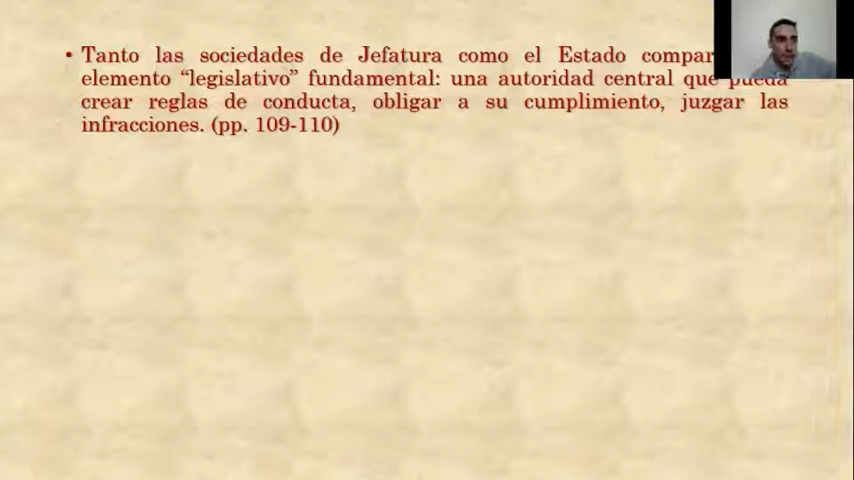 • Tanto las sociedades de Jefatura como el Estado compar
elemento “legislativo” fundamental: una autoridad central que pueda
crear reglas de conducta, obligar a su cumplimiento, juzgar las
infracciones. (pp. 109-110)